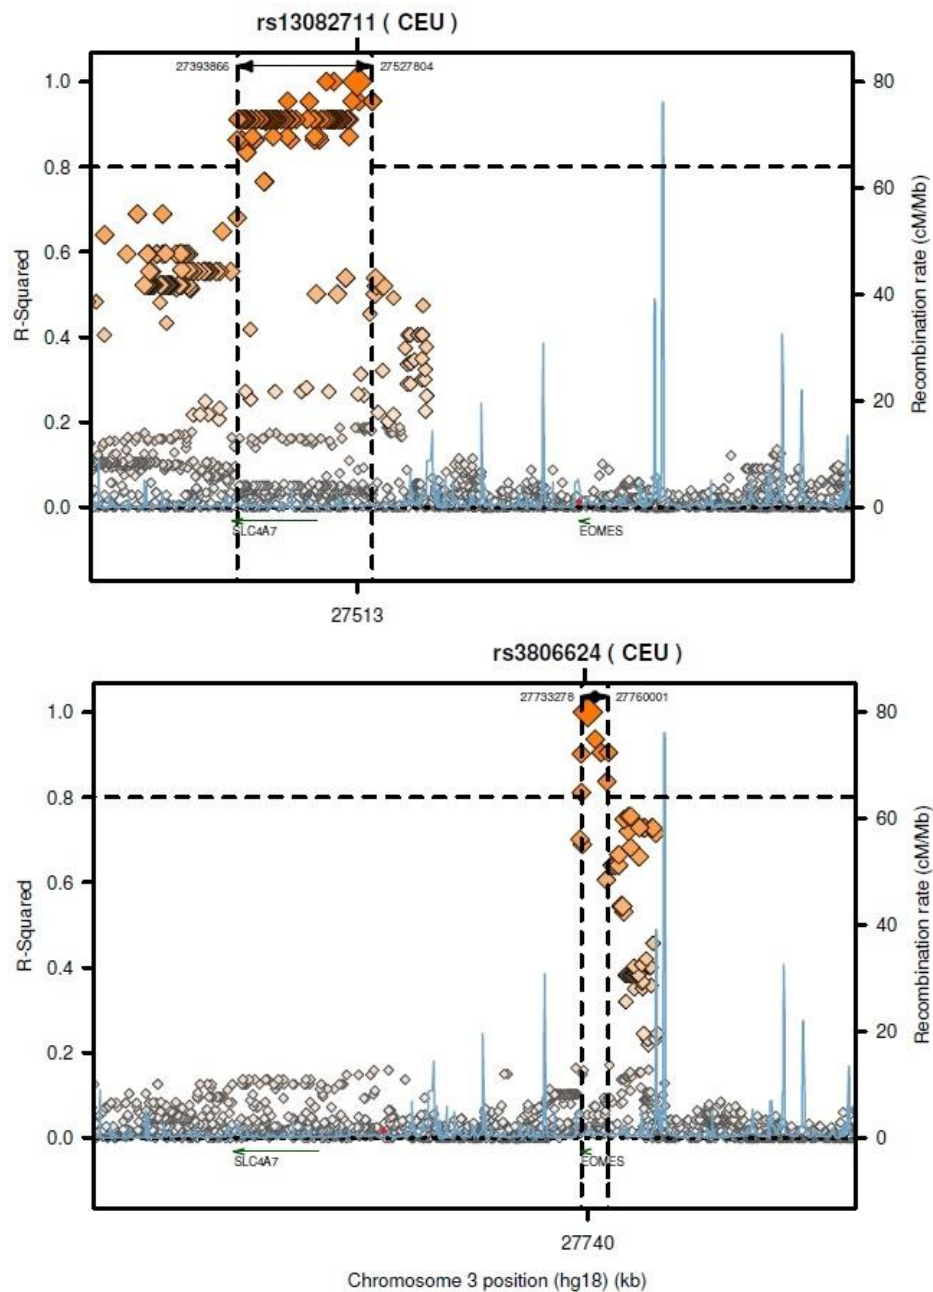 rs13082711 ( CEU )
27393866 27527804
1.0 80
0.8
60
0.6
R-Squared
40
Recombination rate (cM/Mb)
0.4
20
0.2
0.0 0
SLC4A7 EOMES
27513
rs3806624 ( CEU )
27733278 27760001
1.0 80
0.8
60
0.6
R-Squared
40
Recombination rate (cM/Mb)
0.4
20
0.2
0.0 0
SLC4A7 EOMES
27740
Chromosome 3 position (hg18) (kb)